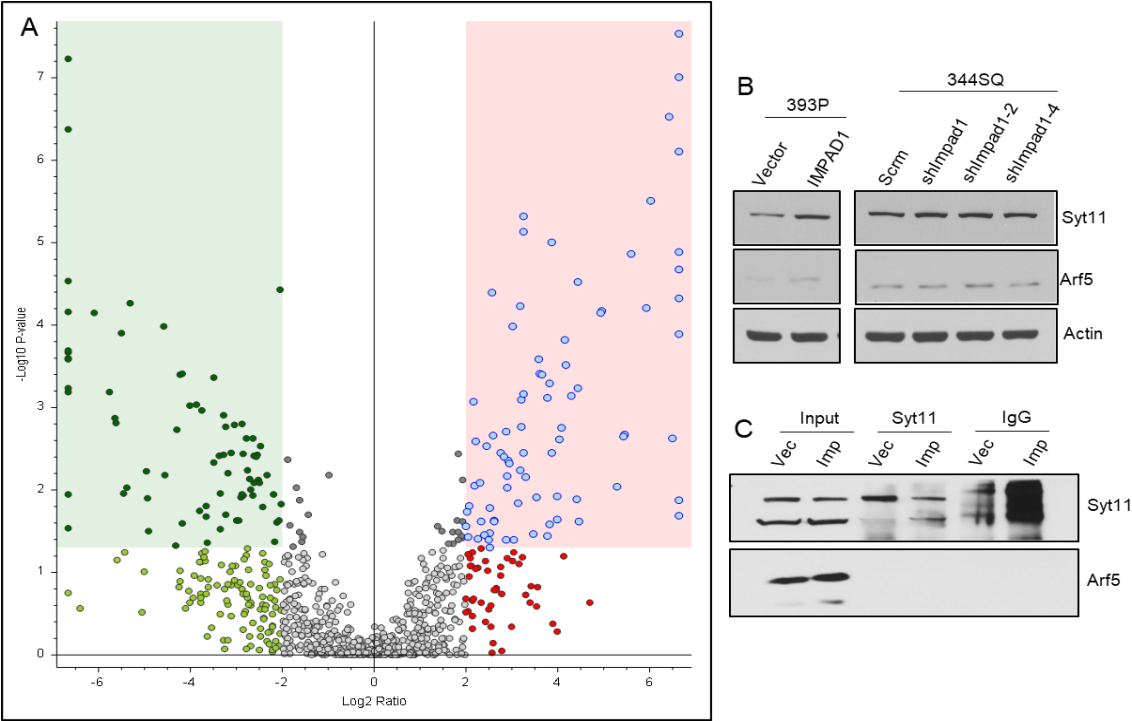 A
7
6
5
4
3
2
1
0
-Log10 P-value
-6
-4
-2
0
2
4
6
Log2 Ratio
B
393P
344SQ
Vector
IMPAD1
Scrm
shImpad1
shImpad1-2
shImpad1-4
Syt11
Arf5
Actin
C
Input
Syt11
IgG
Vec
Imp
Vec
Imp
Vec
Imp
Syt11
Arf5